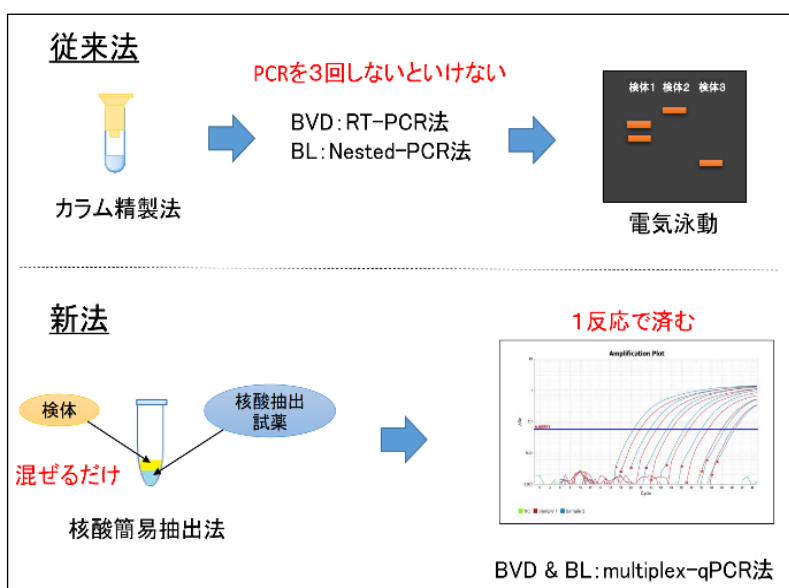 従来法
PCRを3回しないといけない
検体1 検体2 検体3
BVD:RT-PCR法
BL:Nested-PCR法
カラム精製法
電気泳動
新法
1反応で済む
Amplification Plot
検体
核酸抽出
試薬
混ぜるだけ
Cycle
核酸簡易抽出法
BVD & BL:multiplex-qPCR法